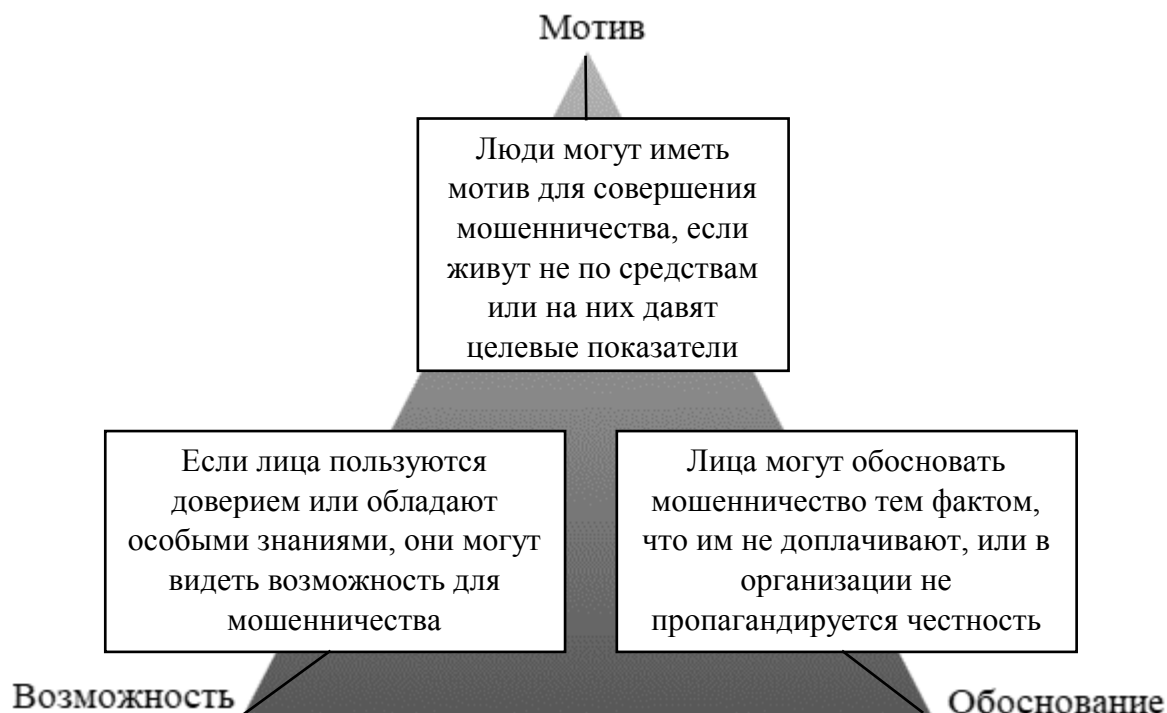 Мотив
Люди могут иметь
мотив для совершения
мошенничества, если
живут не по средствам
или на них давят
целевые показатели
Если лица пользуются
доверием или обладают
особыми знаниями, они могут
видеть возможность для
мошенничества
Лица могут обосновать
мошенничество тем фактом,
что им не доплачивают, или в
организации не
пропагандируется честность
Возможность
Обоснование